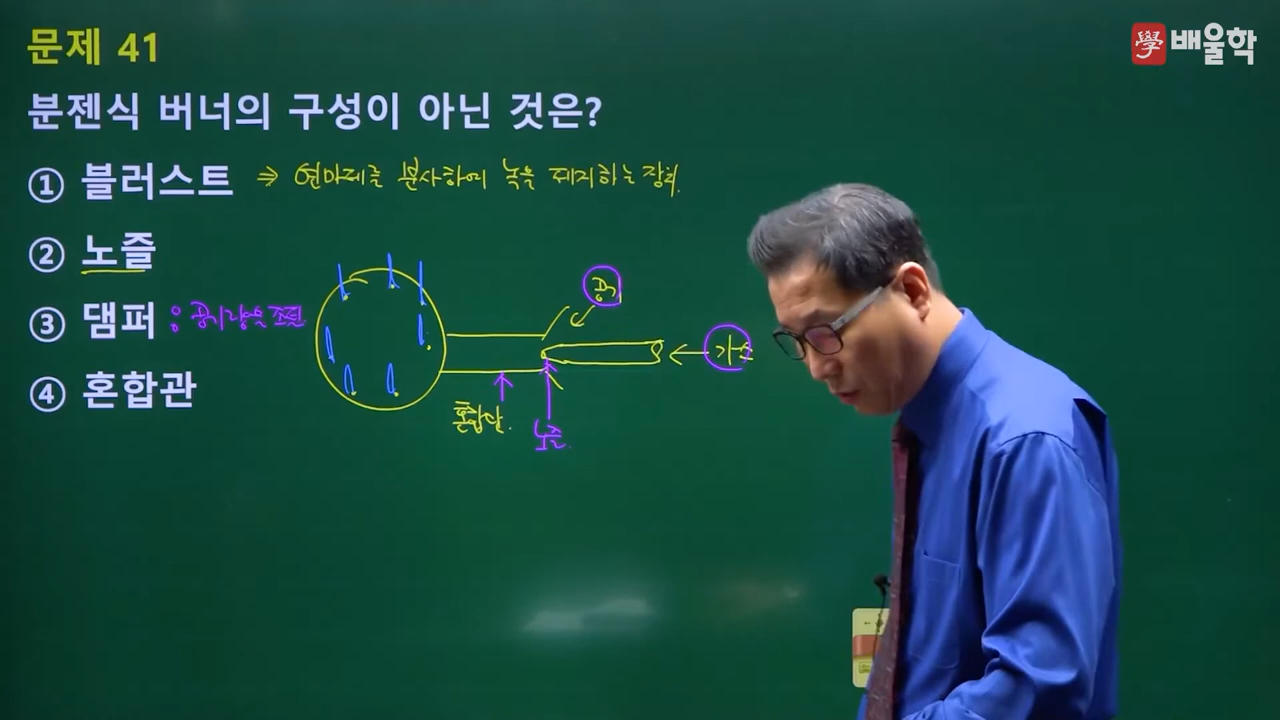 문제 41
學 배울학
분젠식 버너의 구성이 아닌 것은?
① 블러스트 ⇒ 연마제를 분사하여 녹을 제거하는 장치.
② 노즐
공기
③ 댐퍼 : 공기량을 조절
가스
④ 혼합관
혼합관.
노즐.